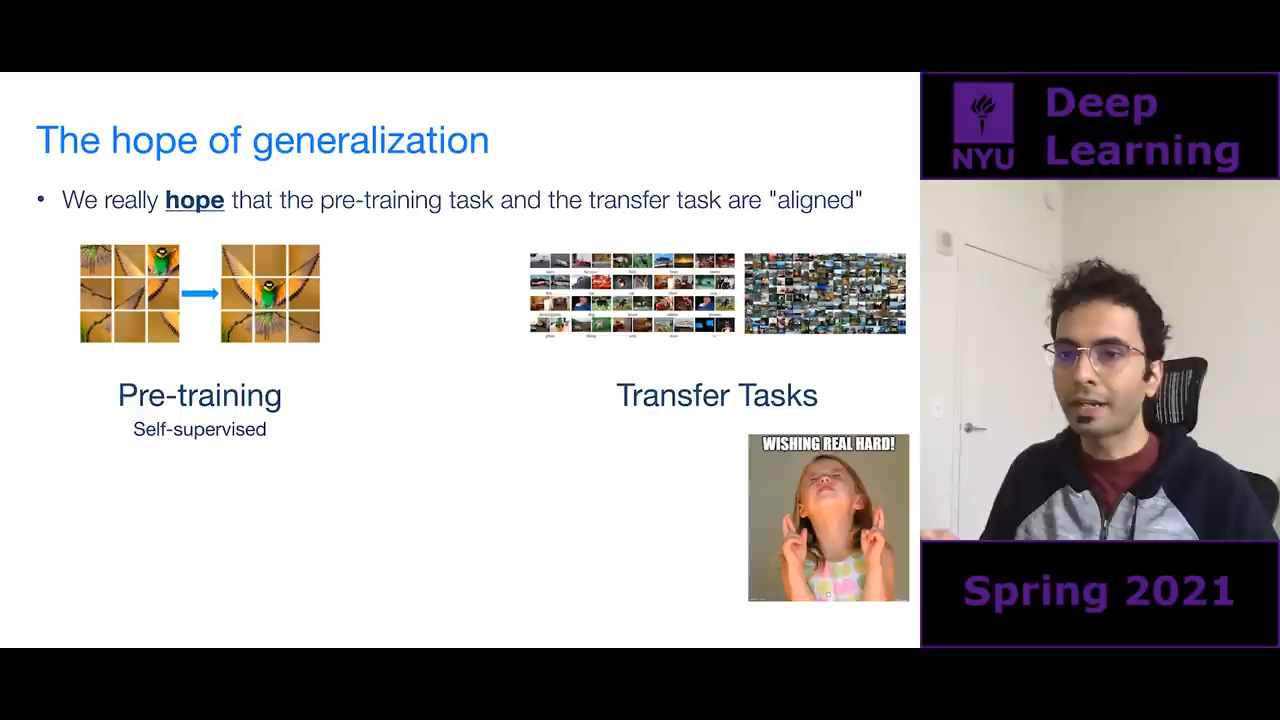 The hope of generalization
• We really hope that the pre-training task and the transfer task are "aligned"
Pre-training
Self-supervised
Transfer Tasks
WISHING REAL HARD!
NYU
Deep
Learning
Spring 2021